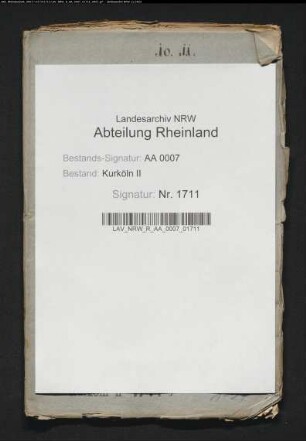 Landesarchiv NRW
Abteilung Rheinland
Bestands-Signatur: AA 0007
Bestand: Kurköln II
Signatur: Nr. 1711
LAV_NRW_R_AA_0007_01711